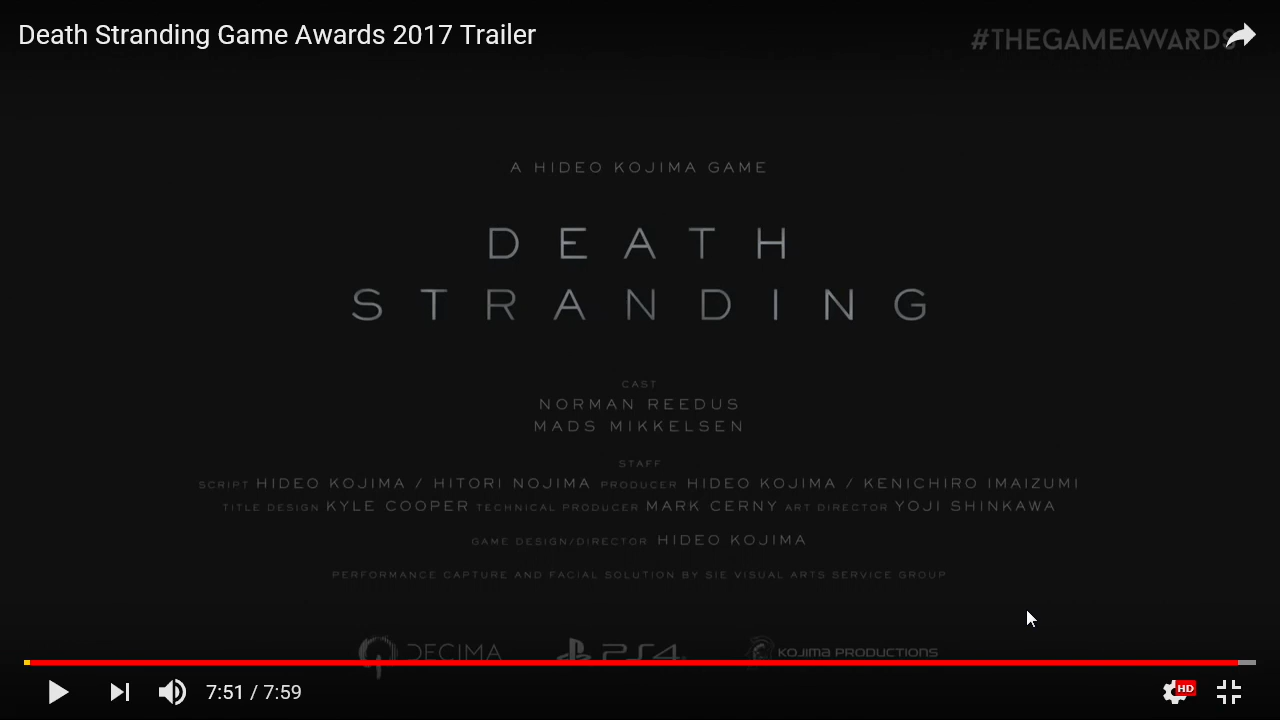 Death Stranding Game Awards 2017 Trailer
#THEGAMEAWARDS
A HIDEO KOJIMA GAME
DEATH
STRANDING
CAST
NORMAN REEDUS
MADS MIKKELSEN
STAFF
SCRIPT HIDEO KOJIMA / HITORI NOJIMA PRODUCER HIDEO KOJIMA / KENICHIRO IMAIZUMI
TITLE DESIGN KYLE COOPER TECHNICAL PRODUCER MARK CERNY ART DIRECTOR YOJI SHINKAWA
GAME DESIGN/DIRECTOR HIDEO KOJIMA
PERFORMANCE CAPTURE AND FACIAL SOLUTION BY SIE VISUAL ARTS SERVICE GROUP
DECIMA PS4 KOJIMA PRODUCTIONS
7:51 / 7:59 HD